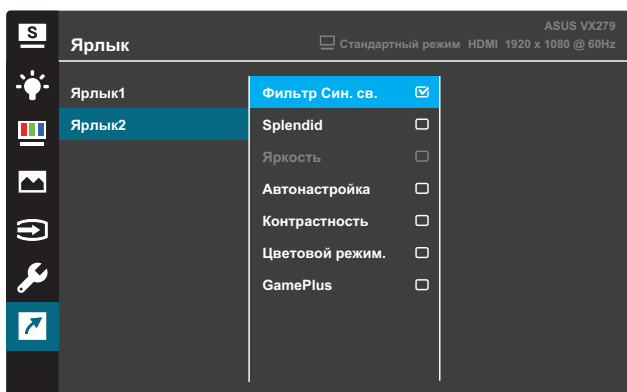 S
ASUS VX279
Ярлык
Стандартный режим HDMI 1920 x 1080 @ 60Hz
Ярлык1
Фильтр Син. св.
Ярлык2
Splendid
Яркость
Автонастройка
Контрастность
Цветовой режим.
GamePlus